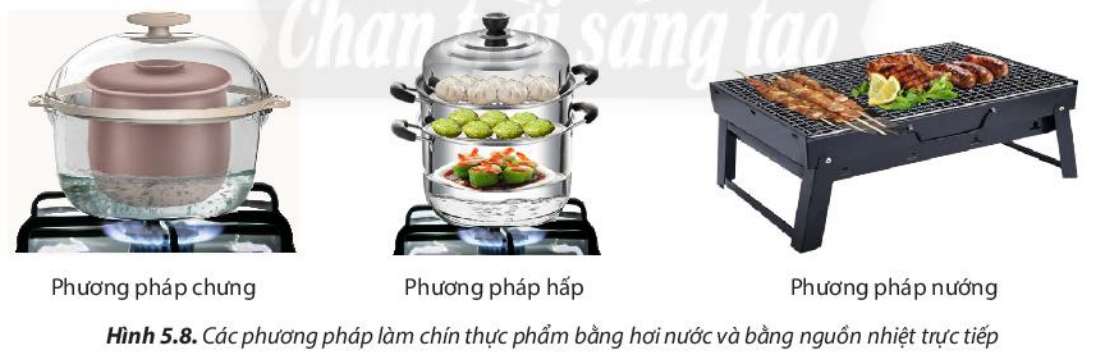 Chân trời sáng tạo
Phương pháp chưng
Phương pháp hấp
Phương pháp nướng
Hình 5.8. Các phương pháp làm chín thực phẩm bằng hơi nước và bằng nguồn nhiệt trực tiếp